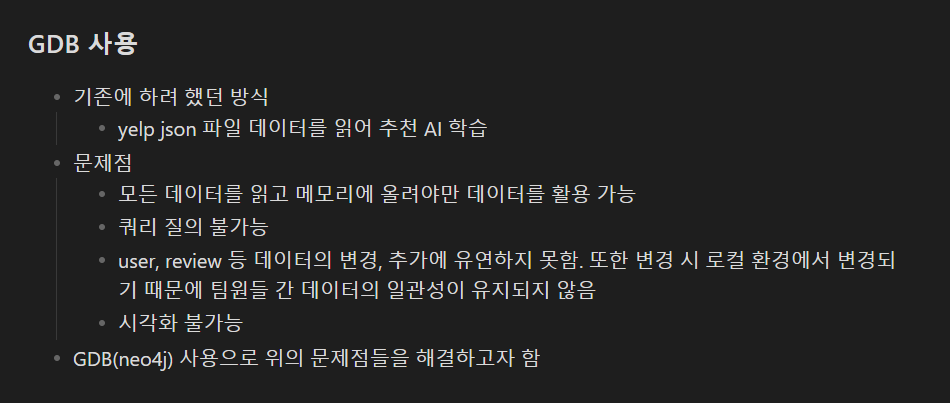 GDB 사용
기존에 하려 했던 방식
yelp json 파일 데이터를 읽어 추천 AI 학습
문제점
모든 데이터를 읽고 메모리에 올려야만 데이터를 활용 가능
쿼리 질의 불가능
user, review 등 데이터의 변경, 추가에 유연하지 못함. 또한 변경 시 로컬 환경에서 변경되
기 때문에 팀원들 간 데이터의 일관성이 유지되지 않음
시각화 불가능
GDB(neo4j) 사용으로 위의 문제점들을 해결하고자 함